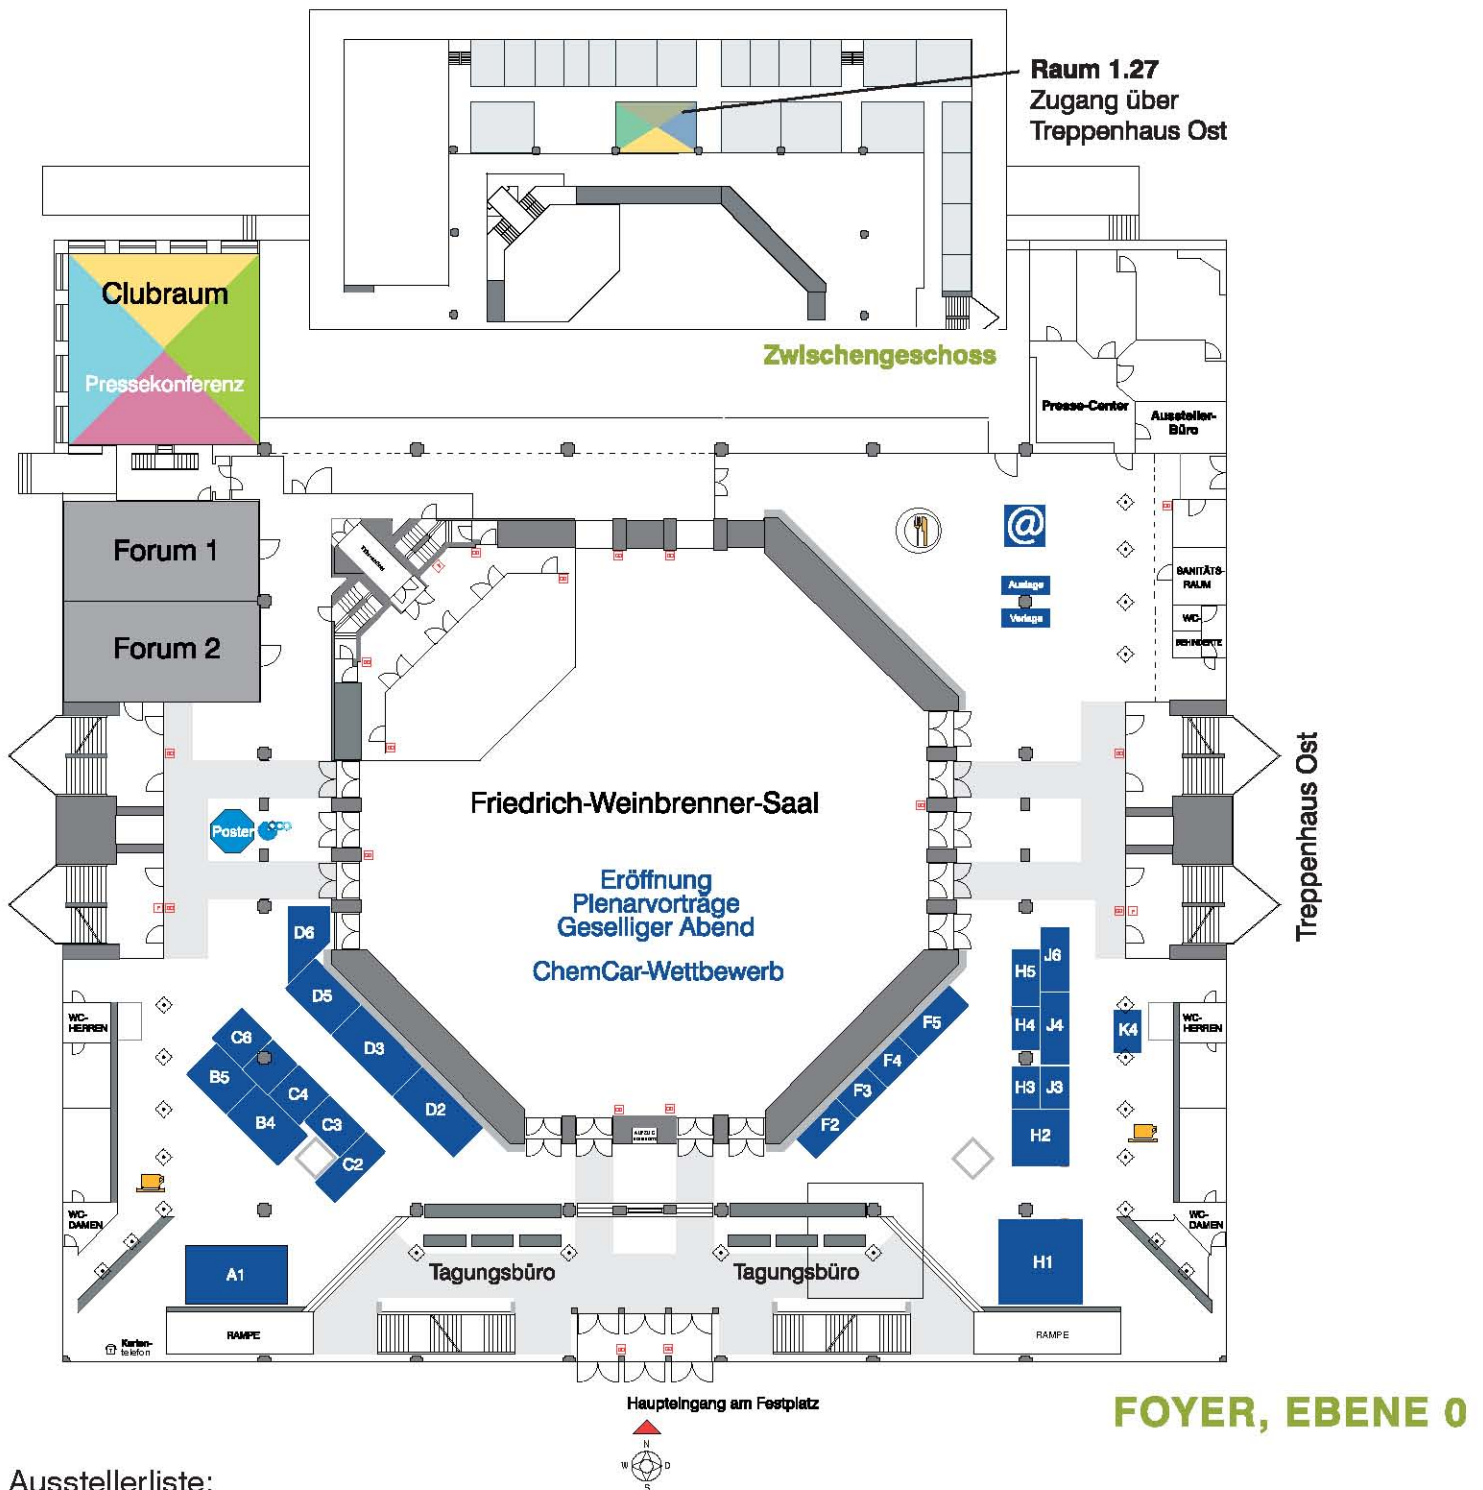 Raum 1.27
Zugang über
Treppenhaus Ost
Clubraum
Pressekonferenz
Zwischengeschoss
Presse-Center
Aussteller-
Büro
Forum 1
Forum 2
@
Auslage
Verlage
SANITÄTS-
RAUM
WC-
BEHINDERTE
Treppenhaus Ost
Friedrich-Weinbrenner-Saal
Poster
Eröffnung
Plenarvorträge
Geselliger Abend
ChemCar-Wettbewerb
D6
D5
D3
D2
C6
C4
C3
C2
B5
B4
F5
F4
F3
F2
J6
H5
H4
J4
H3
J3
H2
K4
WC-
HERREN
WC-
HERREN
AUFZUG
WC-
DAMEN
WC-
DAMEN
A1
H1
Tagungsbüro
Tagungsbüro
RAMPE
RAMPE
Karten-
telefon
Haupteingang am Festplatz
FOYER, EBENE 0
N
W
O
S
Ausstellerliste: